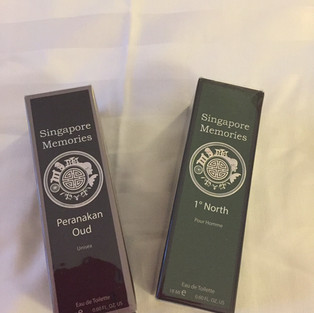 Singapore
Memories
Peranakan
Oud
Unisex
Eau de Toilette
Singapore
Memories
1° North
Pour Homme
Eau de Toilette